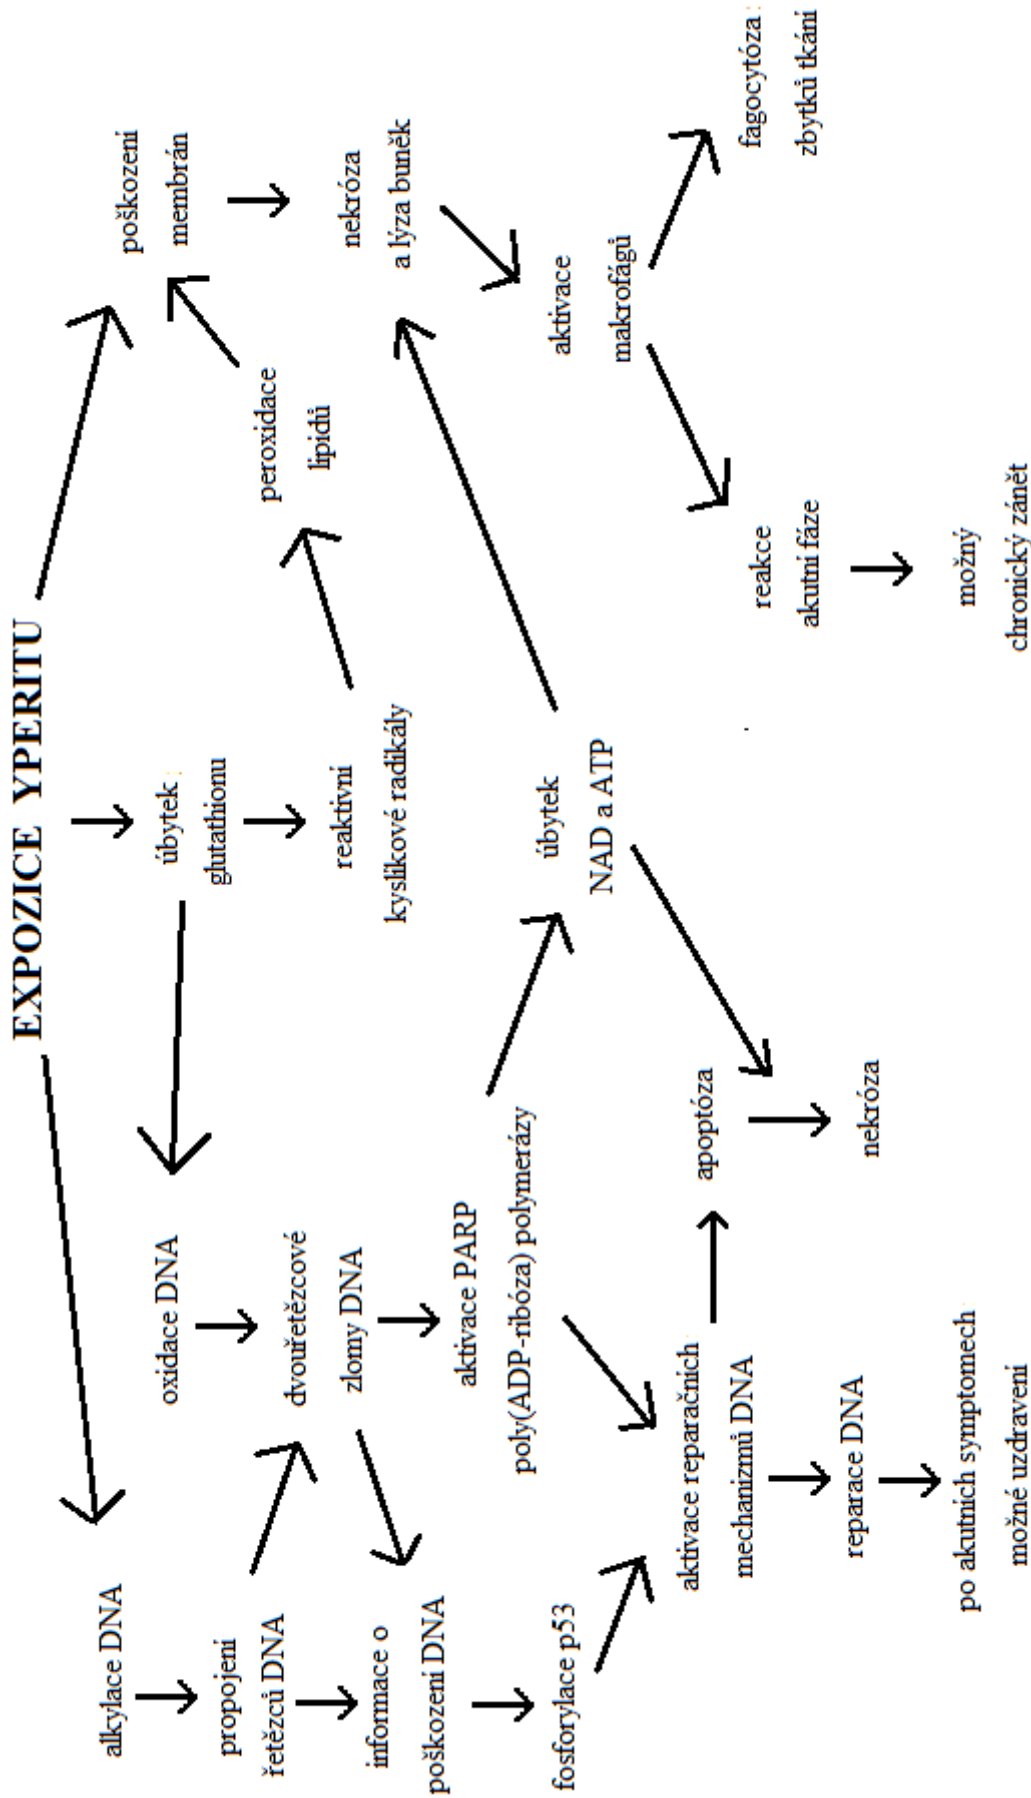 EXPOZICE YPERITU
alkylace DNA
propojení
řetězců DNA
informace o
poškození DNA
fosforylace p53
oxidace DNA
dvouřetězcové
zlomy DNA
aktivace PARP
poly(ADP-ribóza) polymerázy
aktivace reparačních
mechanizmů DNA
reparace DNA
po akutních symptomech
možné uzdravení
apoptóza
nekróza
úbytek
glutathionu
reaktivní
kyslíkové radikály
úbytek
NAD a ATP
peroxidace
lipidů
poškození
membrán
nekróza
a lýza buněk
aktivace
makrofágů
reakce
akutní fáze
možný
chronický zánět
fagocytóza
zbytků tkání